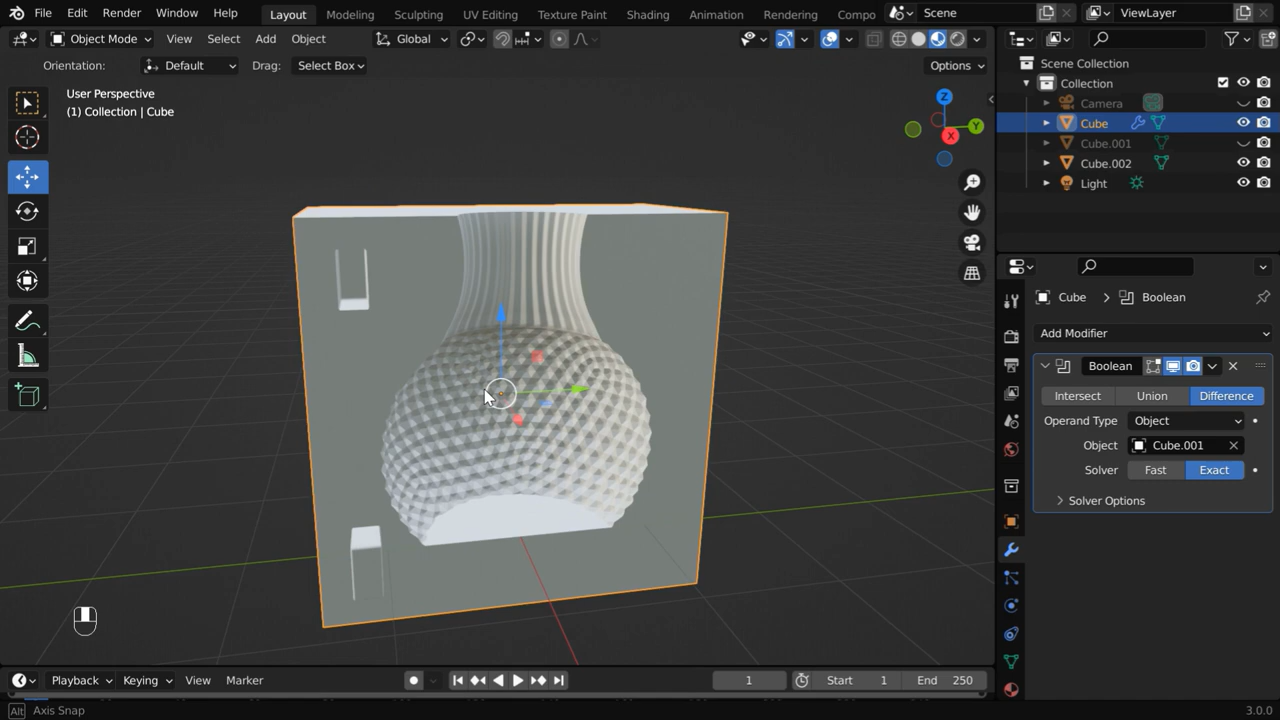 File Edit Render Window Help Layout Modeling Sculpting UV Editing Texture Paint Shading Animation Rendering Compo Scene ViewLayer
Object Mode View Select Add Object Global
Orientation: Default Drag: Select Box Options
User Perspective
(1) Collection | Cube
Z
Y
X
Scene Collection
Collection
Camera
Cube
Cube.001
Cube.002
Light
Cube > Boolean
Add Modifier
Boolean
Intersect Union Difference
Operand Type Object
Object Cube.001
Solver Fast Exact
> Solver Options
Playback Keying View Marker 1 Start 1 End 250
Alt Axis Snap 3.0.0